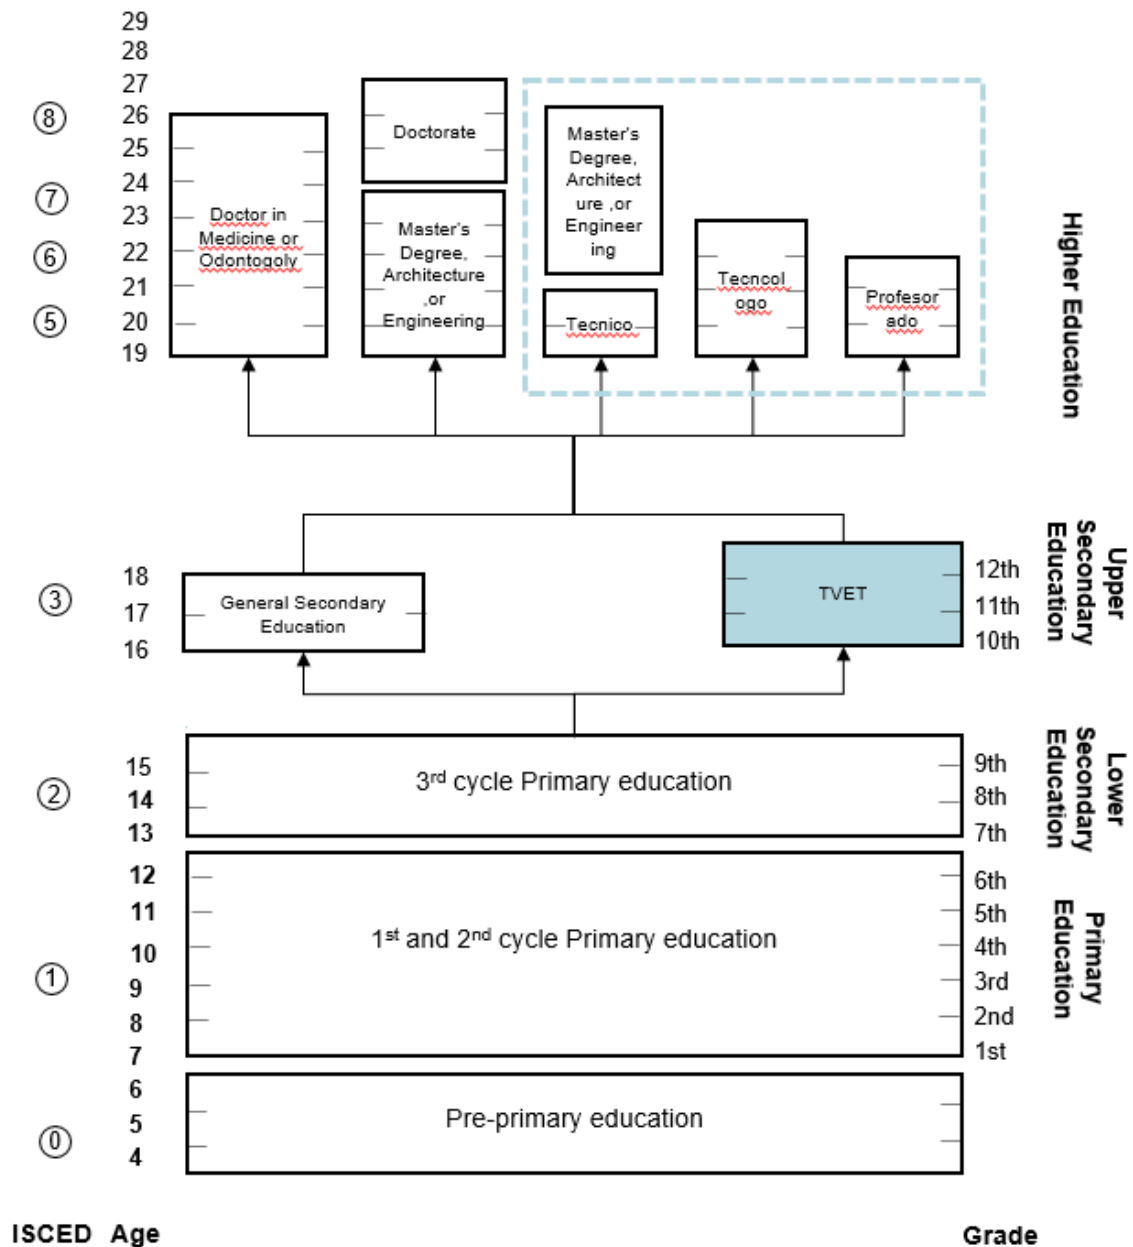 29
28
27
26
25
24
23
22
21
20
19
8
7
6
5
Doctor in
Medicine or
Odontogoly
Doctorate
Master's
Degree,
Architecture
,or
Engineering
Master's
Degree,
Architect
ure ,or
Engineer
ing
Tecnico
Tecncol
ogo
Profesor
ado
Higher Education
18
17
16
3
General Secondary
Education
TVET
12th
11th
10th
Upper
Secondary
Education
15
14
13
2
3rd cycle Primary education
9th
8th
7th
Lower
Secondary
Education
12
11
10
9
8
7
1
1st and 2nd cycle Primary education
6th
5th
4th
3rd
2nd
1st
Primary
Education
6
5
4
0
Pre-primary education
ISCED Age
Grade